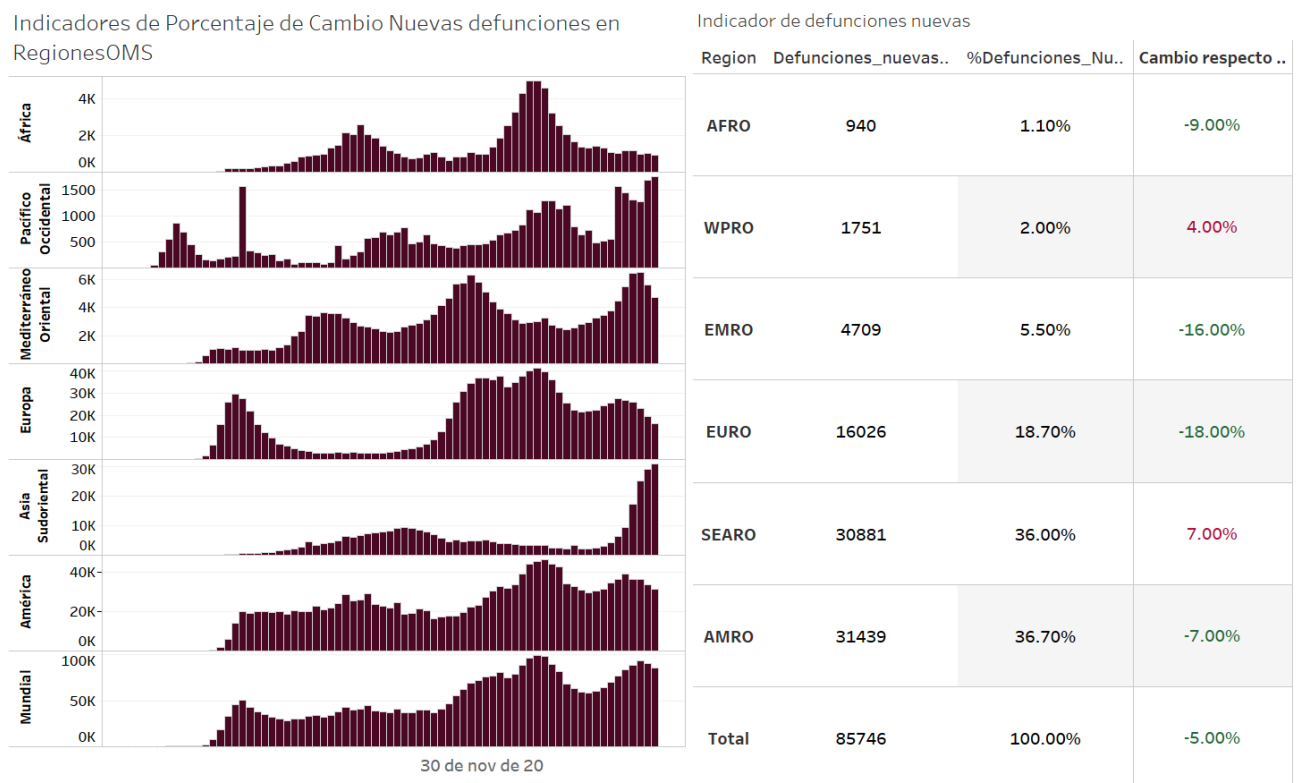 Indicadores de Porcentaje de Cambio Nuevas defunciones en
RegionesOMS
África
4K
2K
0K
Pacífico
Occidental
1500
1000
500
Mediterráneo
Oriental
6K
4K
2K
Europa
40K
30K
20K
10K
Asia
Sudoriental
30K
20K
10K
0K
América
40K
20K
0K
Mundial
100K
50K
0K
30 de nov de 20
Indicador de defunciones nuevas
Region Defunciones_nuevas.. %Defunciones_Nu.. Cambio respecto ..
AFRO 940 1.10% -9.00%
WPRO 1751 2.00% 4.00%
EMRO 4709 5.50% -16.00%
EURO 16026 18.70% -18.00%
SEARO 30881 36.00% 7.00%
AMRO 31439 36.70% -7.00%
Total 85746 100.00% -5.00%